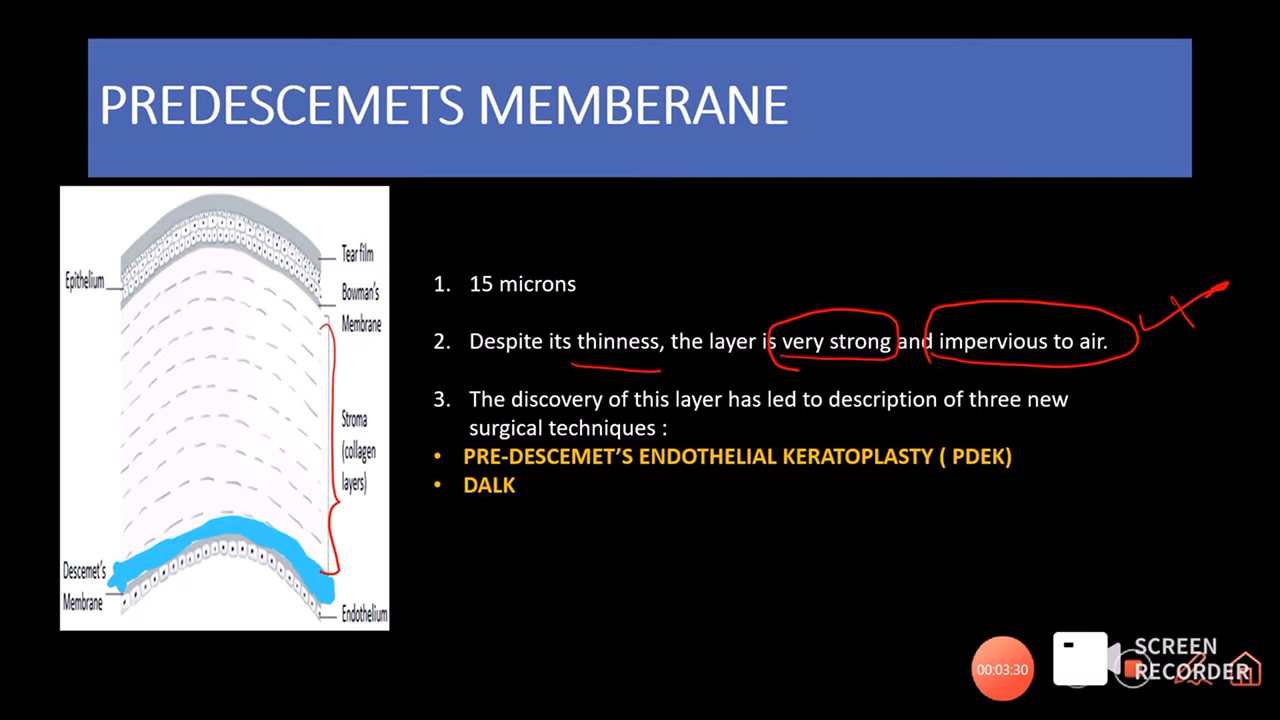 PREDESCEMETS MEMBERANE
Tear film
Epithelium
Bowman's
Membrane
Stroma
(collagen
layers)
Descemet's
Membrane
Endothelium
1. 15 microns
2. Despite its thinness, the layer is very strong and impervious to air.
3. The discovery of this layer has led to description of three new
surgical techniques :
• PRE-DESCEMET'S ENDOTHELIAL KERATOPLASTY ( PDEK)
• DALK
00:03:30
SCREEN
RECORDER